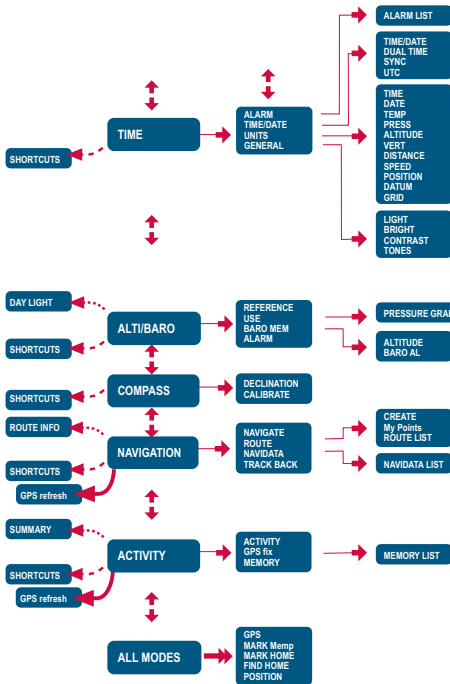 ALARM LIST
TIME/DATE
DUAL TIME
SYNC
UTC
TIME
SHORTCUTS
ALARM
TIME/DATE
UNITS
GENERAL
TIME
DATE
TEMP
PRESS
ALTITUDE
VERT
DISTANCE
SPEED
POSITION
DATUM
GRID
LIGHT
BRIGHT
CONTRAST
TONES
DAY LIGHT
ALTI/BARO
SHORTCUTS
REFERENCE
USE
BARO MEM
ALARM
PRESSURE GRA
ALTITUDE
BARO AL
COMPASS
SHORTCUTS
DECLINATION
CALIBRATE
ROUTE INFO
NAVIGATION
SHORTCUTS
GPS refresh
NAVIGATE
ROUTE
NAVIDATA
TRACK BACK
CREATE
My Points
ROUTE LIST
NAVIDATA LIST
SUMMARY
ACTIVITY
SHORTCUTS
GPS refresh
ACTIVITY
GPS fix
MEMORY
MEMORY LIST
ALL MODES
GPS
MARK Memp
MARK HOME
FIND HOME
POSITION